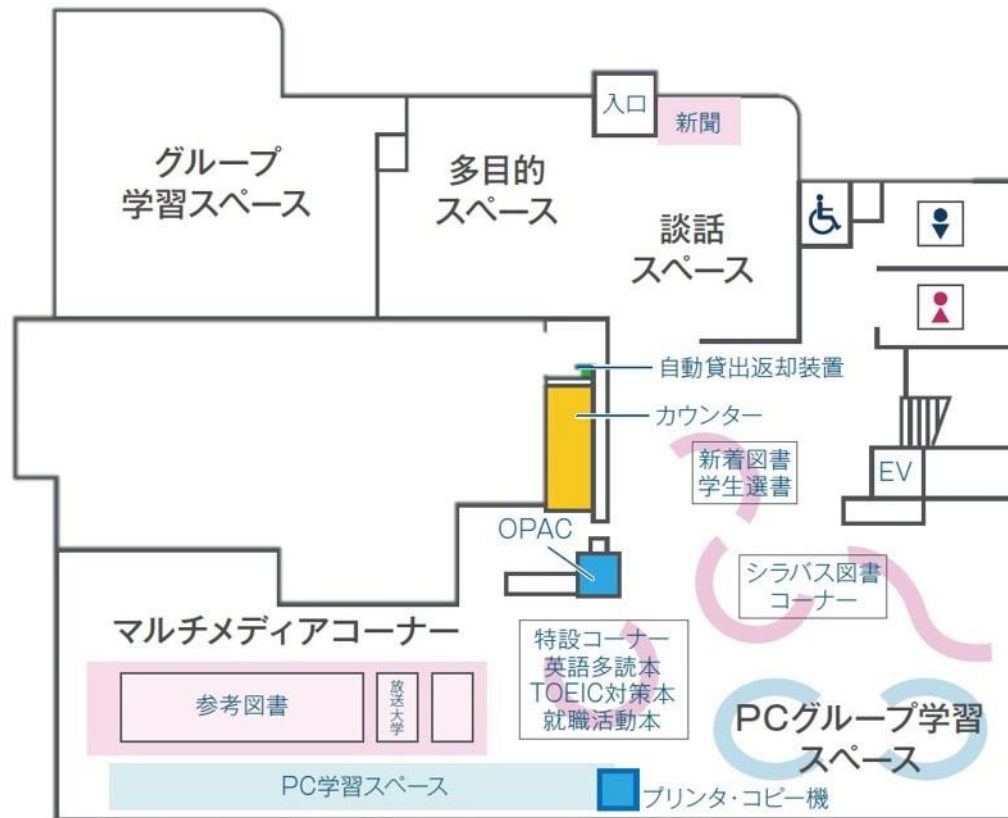 入口
新聞
グループ
学習スペース
多目的
スペース
談話
スペース
自動貸出返却装置
カウンター
新着図書
学生選書
EV
OPAC
シラバス図書
コーナー
マルチメディアコーナー
特設コーナー
英語多読本
TOEIC対策本
就職活動本
参考図書
放送大学
PCグループ学習
スペース
PC学習スペース
プリンタ・コピー機